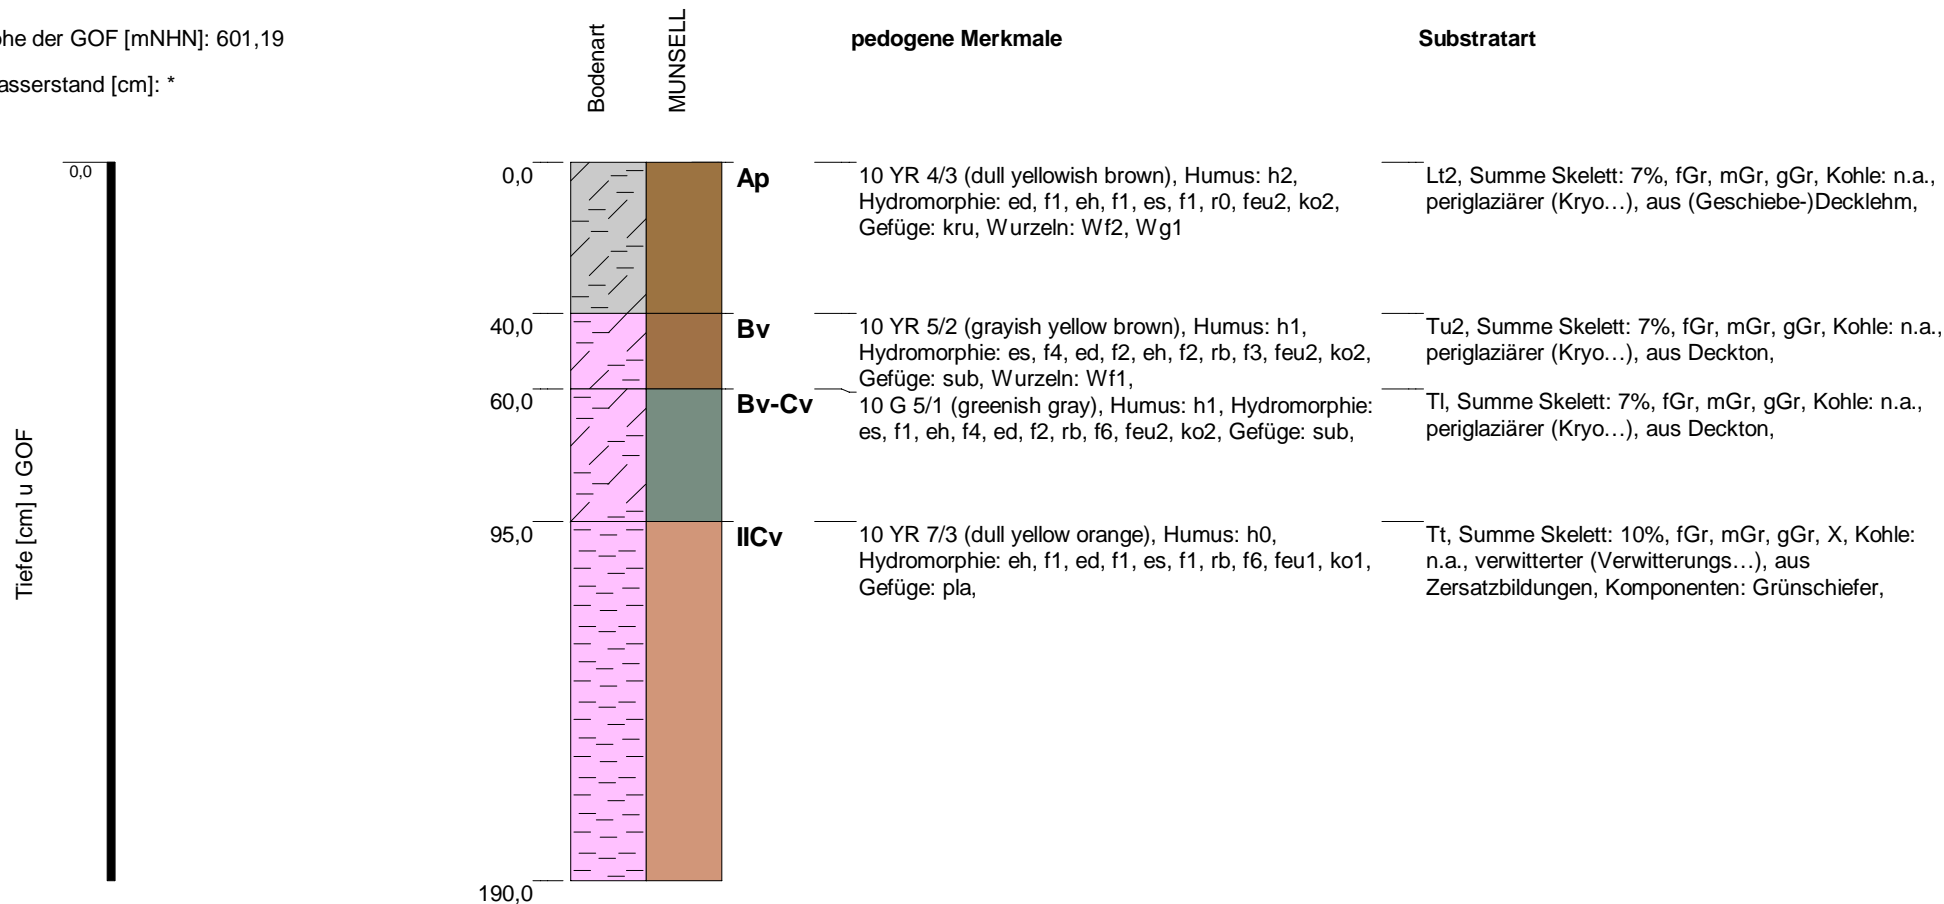 ohe der GOF [mNHN]: 601,19
asserstand [cm]: *
Bodenart
MUNSELL
pedogene Merkmale
Substratart
Tiefe [cm] u GOF
0,0
0,0
Ap
10 YR 4/3 (dull yellowish brown), Humus: h2,
Hydromorphie: ed, f1, eh, f1, es, f1, r0, feu2, ko2,
Gefüge: kru, Wurzeln: Wf2, Wg1
Lt2, Summe Skelett: 7%, fGr, mGr, gGr, Kohle: n.a.,
periglaziärer (Kryo…), aus (Geschiebe-)Decklehm,
40,0
Bv
10 YR 5/2 (grayish yellow brown), Humus: h1,
Hydromorphie: es, f4, ed, f2, eh, f2, rb, f3, feu2, ko2,
Gefüge: sub, Wurzeln: Wf1,
Tu2, Summe Skelett: 7%, fGr, mGr, gGr, Kohle: n.a.,
periglaziärer (Kryo…), aus Deckton,
60,0
Bv-Cv
10 G 5/1 (greenish gray), Humus: h1, Hydromorphie:
es, f1, eh, f4, ed, f2, rb, f6, feu2, ko2, Gefüge: sub,
Tl, Summe Skelett: 7%, fGr, mGr, gGr, Kohle: n.a.,
periglaziärer (Kryo…), aus Deckton,
95,0
IICv
10 YR 7/3 (dull yellow orange), Humus: h0,
Hydromorphie: eh, f1, ed, f1, es, f1, rb, f6, feu1, ko1,
Gefüge: pla,
Tt, Summe Skelett: 10%, fGr, mGr, gGr, X, Kohle:
n.a., verwitterter (Verwitterungs…), aus
Zersatzbildungen, Komponenten: Grünschiefer,
190,0